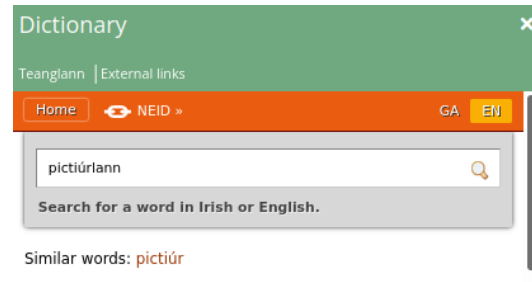 Dictionary
Teanglann | External links
Home NEID » GA EN
pictiúrlann
Search for a word in Irish or English.
Similar words: pictiúr